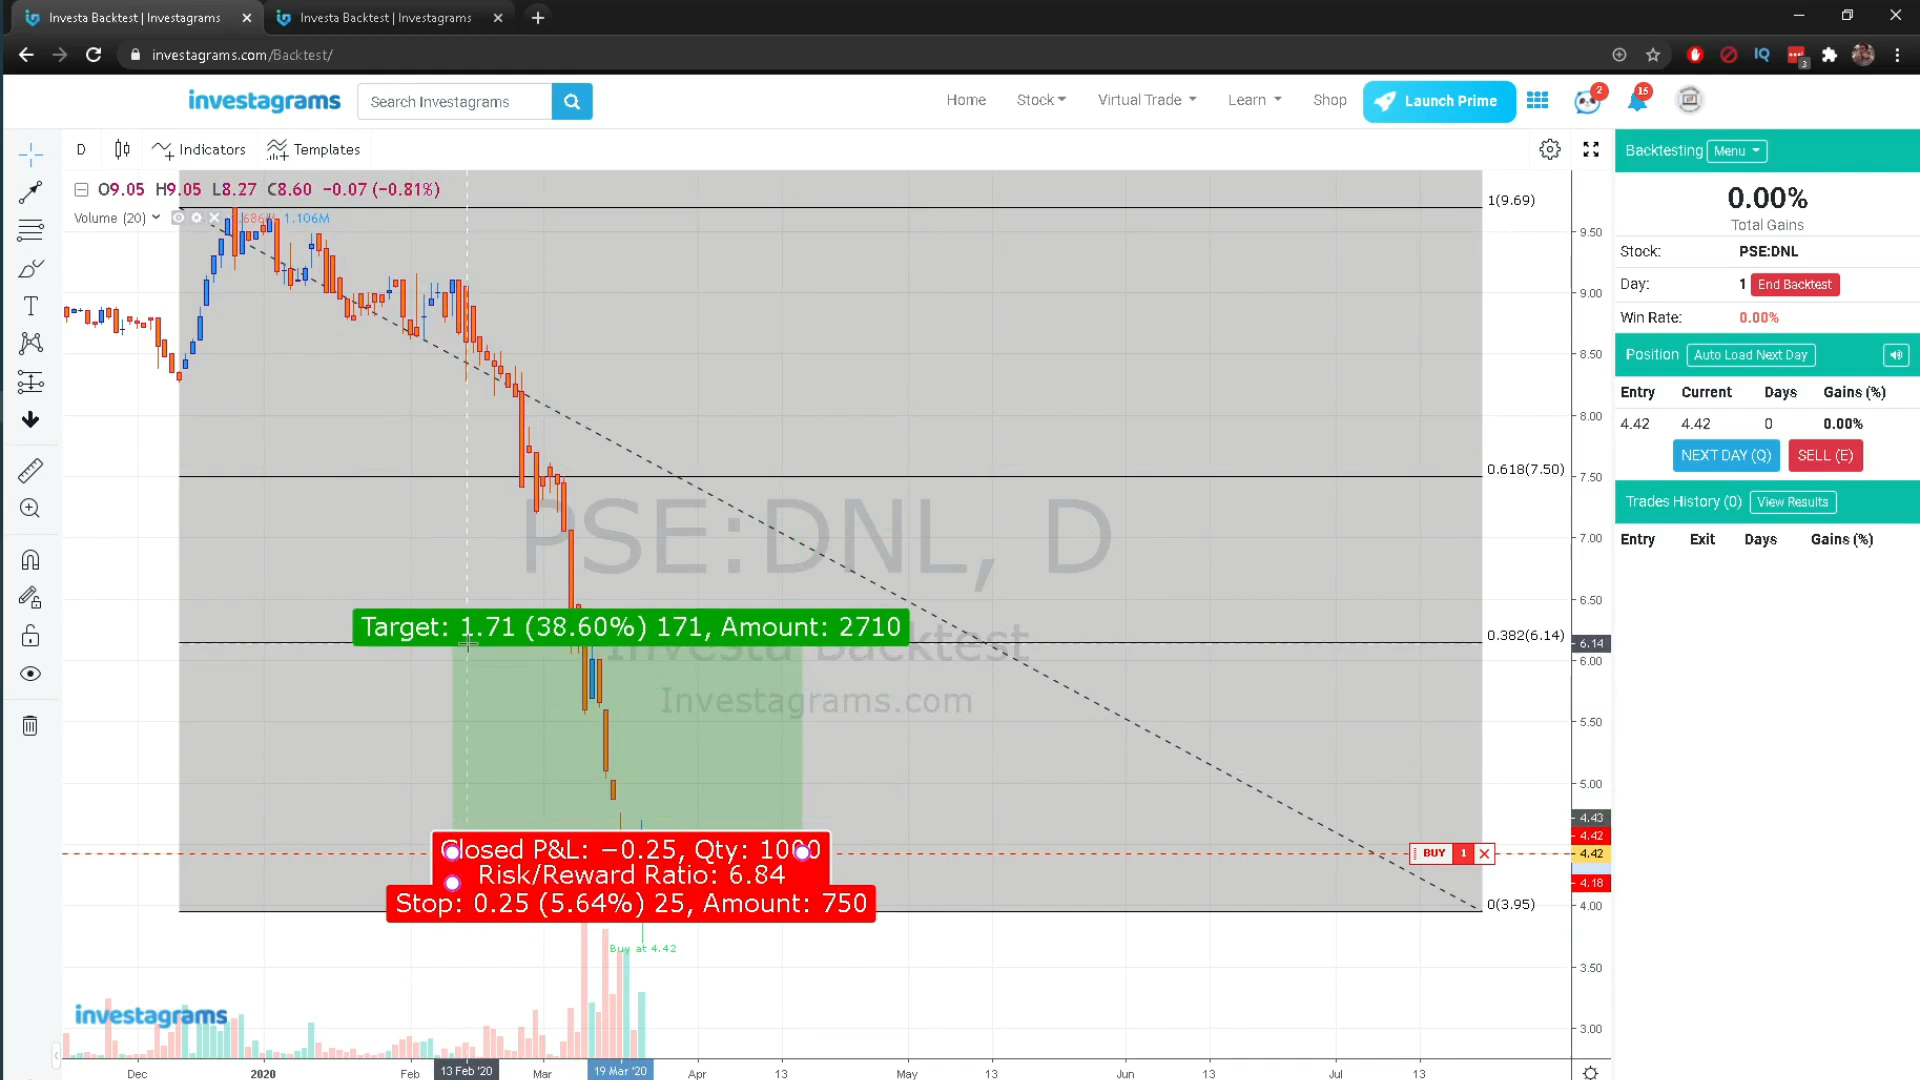 Investa Backtest | Investagrams
Investa Backtest | Investagrams
investagrams.com/Backtest/
IQ
3
investagrams
Search Investagrams
Home
Stock
Virtual Trade
Learn
Shop
Launch Prime
2
15
D
Indicators
Templates
O9.05 H9.05 L8.27 C8.60 -0.07 (-0.81%)
Volume (20)
1.106M
1(9.69)
0.618(7.50)
0.382(6.14)
0(3.95)
PSE:DNL, D
Investa Backtest
Investagrams.com
Target: 1.71 (38.60%) 171, Amount: 2710
Closed P&L: −0.25, Qty: 1000
Risk/Reward Ratio: 6.84
Stop: 0.25 (5.64%) 25, Amount: 750
Buy at 4.42
BUY 1
investagrams
9.50
9.00
8.50
8.00
7.50
7.00
6.50
6.14
6.00
5.50
5.00
4.43
4.42
4.42
4.18
4.00
3.50
3.00
Dec
2020
Feb
13 Feb '20
Mar
19 Mar '20
Apr
13
May
13
Jun
13
Jul
13
Backtesting Menu
0.00%
Total Gains
Stock: PSE:DNL
Day: 1 End Backtest
Win Rate: 0.00%
Position Auto Load Next Day
Entry Current Days Gains (%)
4.42 4.42 0 0.00%
NEXT DAY (Q) SELL (E)
Trades History (0) View Results
Entry Exit Days Gains (%)